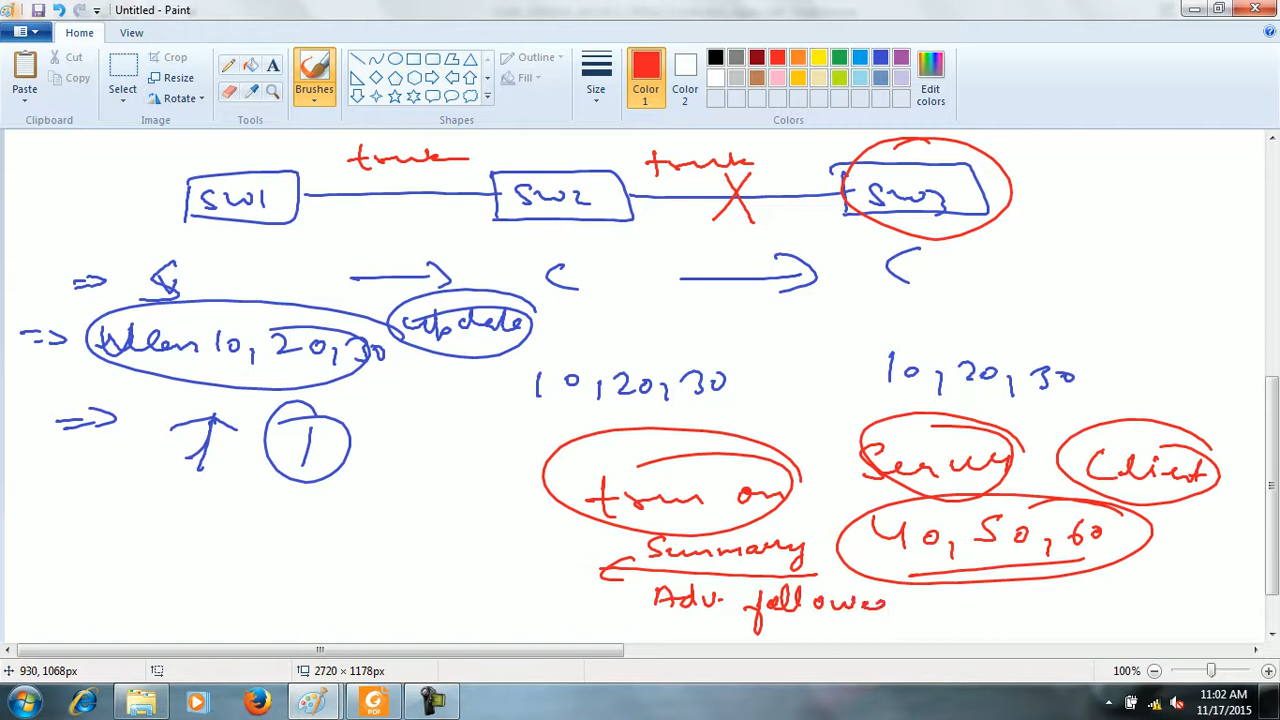 Untitled - Paint
Home View
Paste Cut Copy
Select Crop Resize Rotate
Brushes
Outline Fill
Size
Color 1
Color 2
Edit colors
Clipboard Image Tools Shapes Colors
trunk trunk
SW1 SW2 SW3
=> S C C
=> Vlan 10, 20, 30 update
10, 20, 30 10, 20, 30
=> 1
Server Client
turn on
40, 50, 60
Summary
Adv. followed
930, 1068px 2720 × 1178px 100%
PDF
11:02 AM
11/17/2015